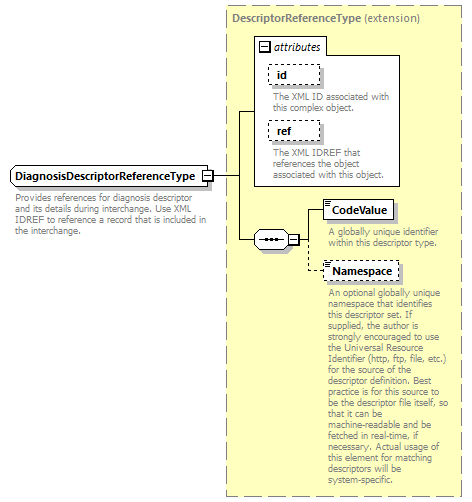 DescriptorReferenceType (extension)
attributes
id
The XML ID associated with
this complex object.
ref
The XML IDREF that
references the object
associated with this object.
DiagnosisDescriptorReferenceType
Provides references for diagnosis descriptor
and its details during interchange. Use XML
IDREF to reference a record that is included in
the interchange.
CodeValue
A globally unique identifier
within this descriptor type.
Namespace
An optional globally unique
namespace that identifies
this descriptor set. If
supplied, the author is
strongly encouraged to use
the Universal Resource
Identifier (http, ftp, file, etc.)
for the source of the
descriptor definition. Best
practice is for this source to
be the descriptor file itself, so
that it can be
machine-readable and be
fetched in real-time, if
necessary. Actual usage of
this element for matching
descriptors will be
system-specific.